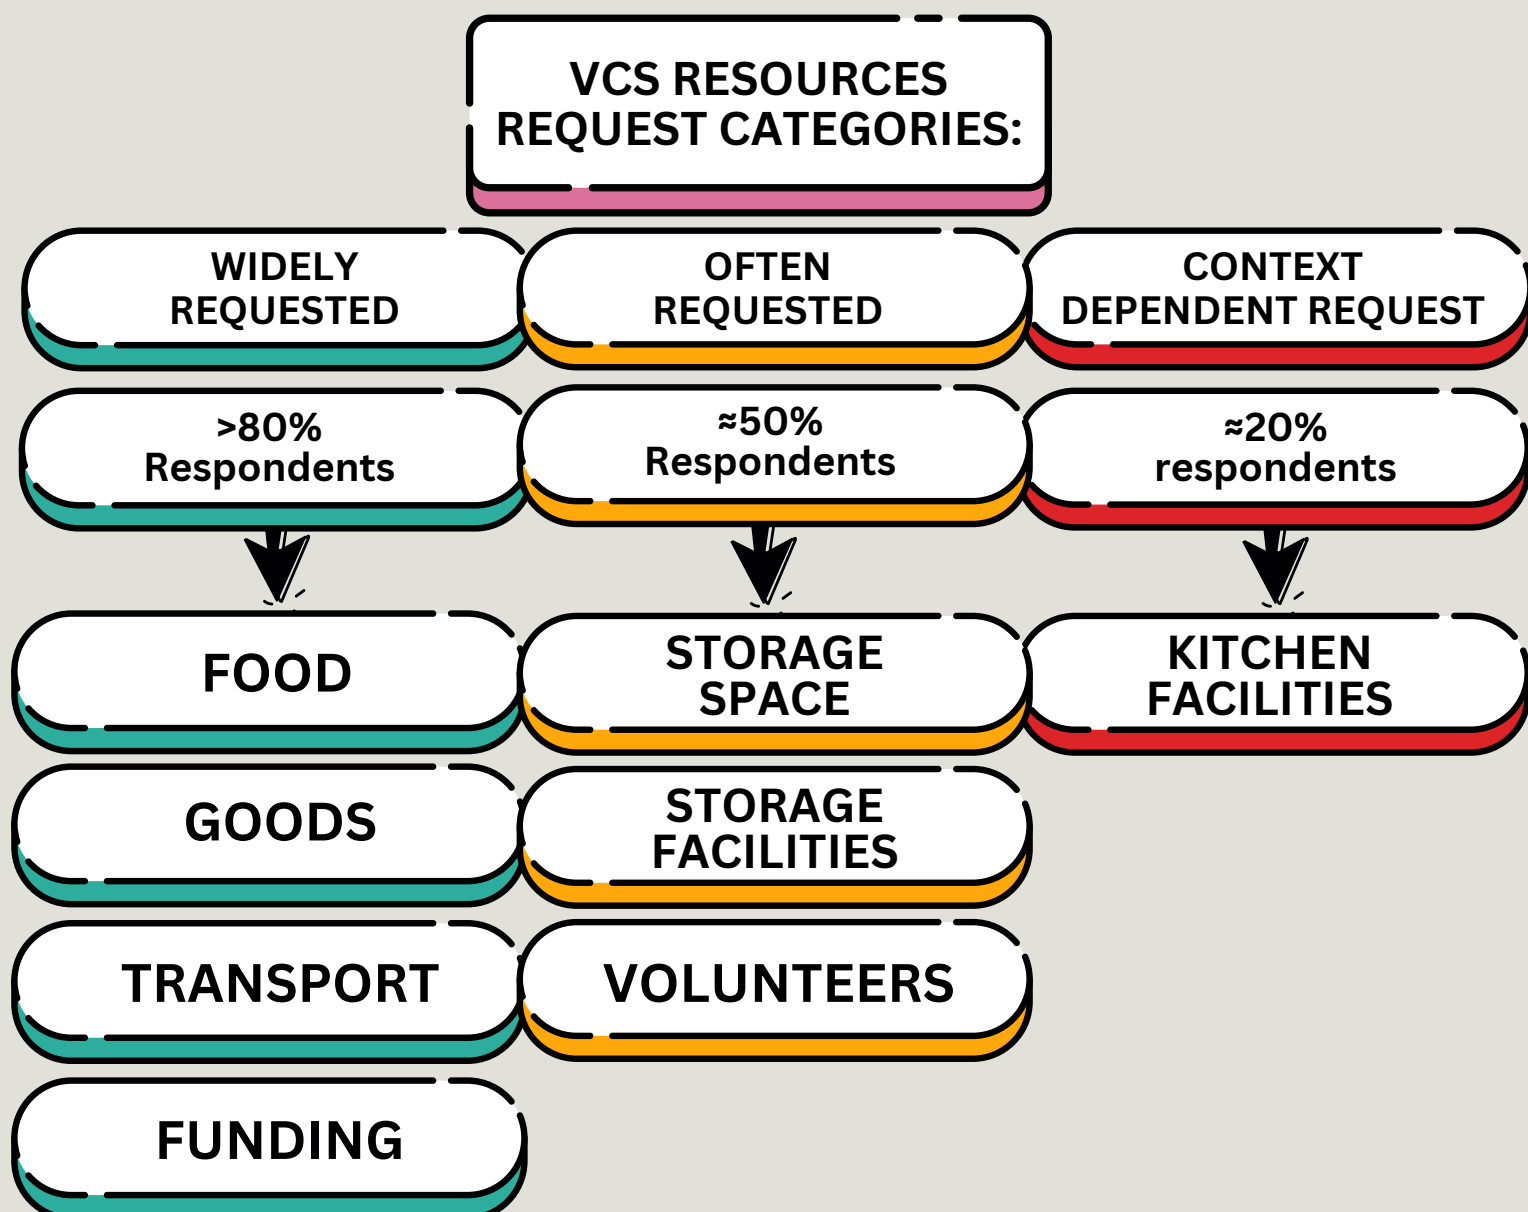 VCS RESOURCES
REQUEST CATEGORIES:
WIDELY
REQUESTED
OFTEN
REQUESTED
CONTEXT
DEPENDENT REQUEST
>80%
Respondents
≈50%
Respondents
≈20%
respondents
FOOD
STORAGE
SPACE
KITCHEN
FACILITIES
GOODS
STORAGE
FACILITIES
TRANSPORT
VOLUNTEERS
FUNDING